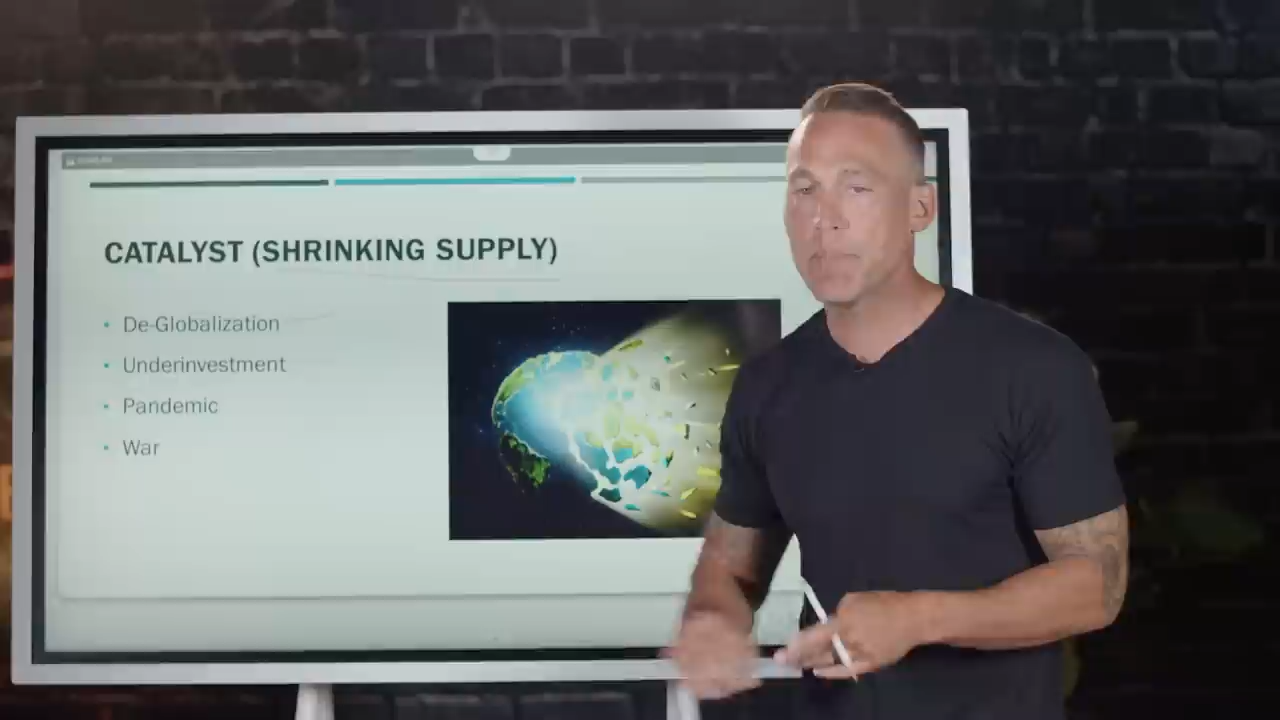 CATALYST (SHRINKING SUPPLY)
De-Globalization
Underinvestment
Pandemic
War